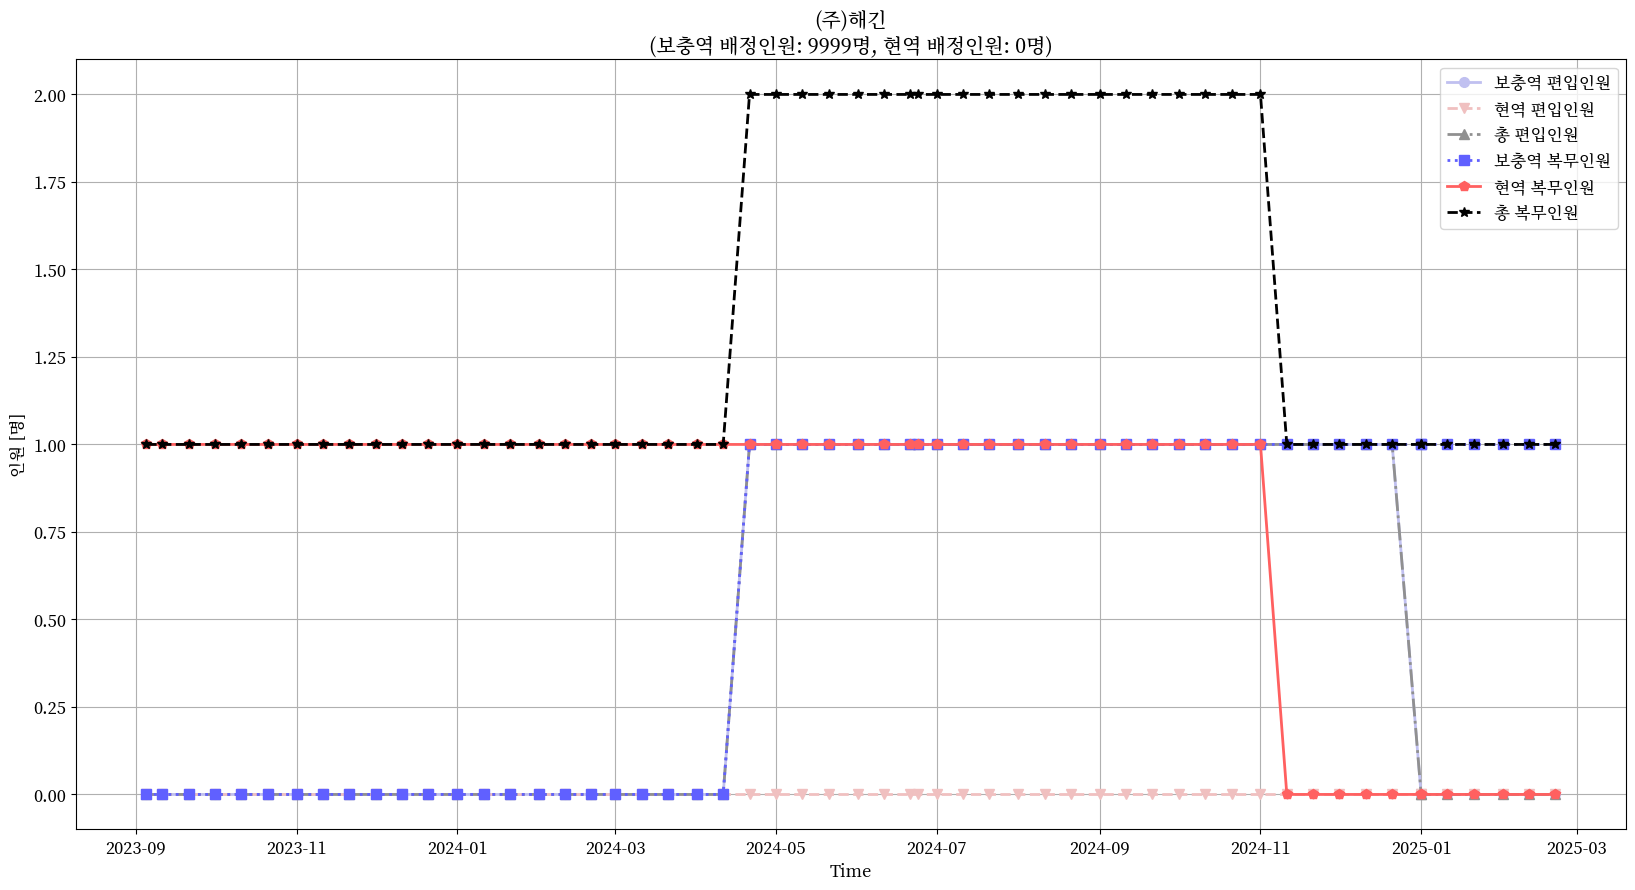 (주)해긴
(보충역 배정인원: 9999명, 현역 배정인원: 0명)
보충역 편입인원
현역 편입인원
총 편입인원
보충역 복무인원
현역 복무인원
총 복무인원
인원 [명]
2.00
1.75
1.50
1.25
1.00
0.75
0.50
0.25
0.00
2023-09
2023-11
2024-01
2024-03
2024-05
2024-07
2024-09
2024-11
2025-01
2025-03
Time